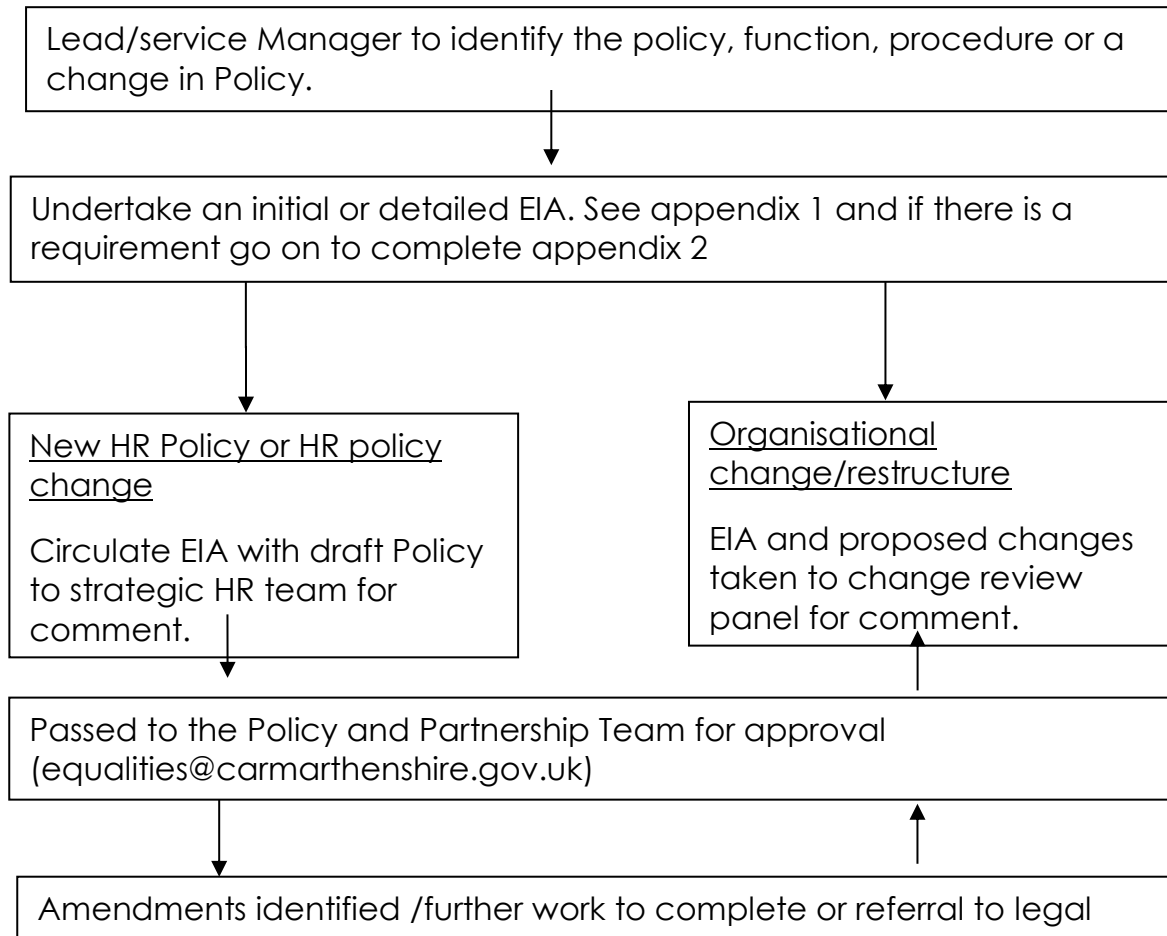 Lead/service Manager to identify the policy, function, procedure or a
change in Policy.
Undertake an initial or detailed EIA. See appendix 1 and if there is a
requirement go on to complete appendix 2
New HR Policy or HR policy
change
Circulate EIA with draft Policy
to strategic HR team for
comment.
Organisational
change/restructure
EIA and proposed changes
taken to change review
panel for comment.
Passed to the Policy and Partnership Team for approval
(equalities@carmarthenshire.gov.uk)
Amendments identified /further work to complete or referral to legal